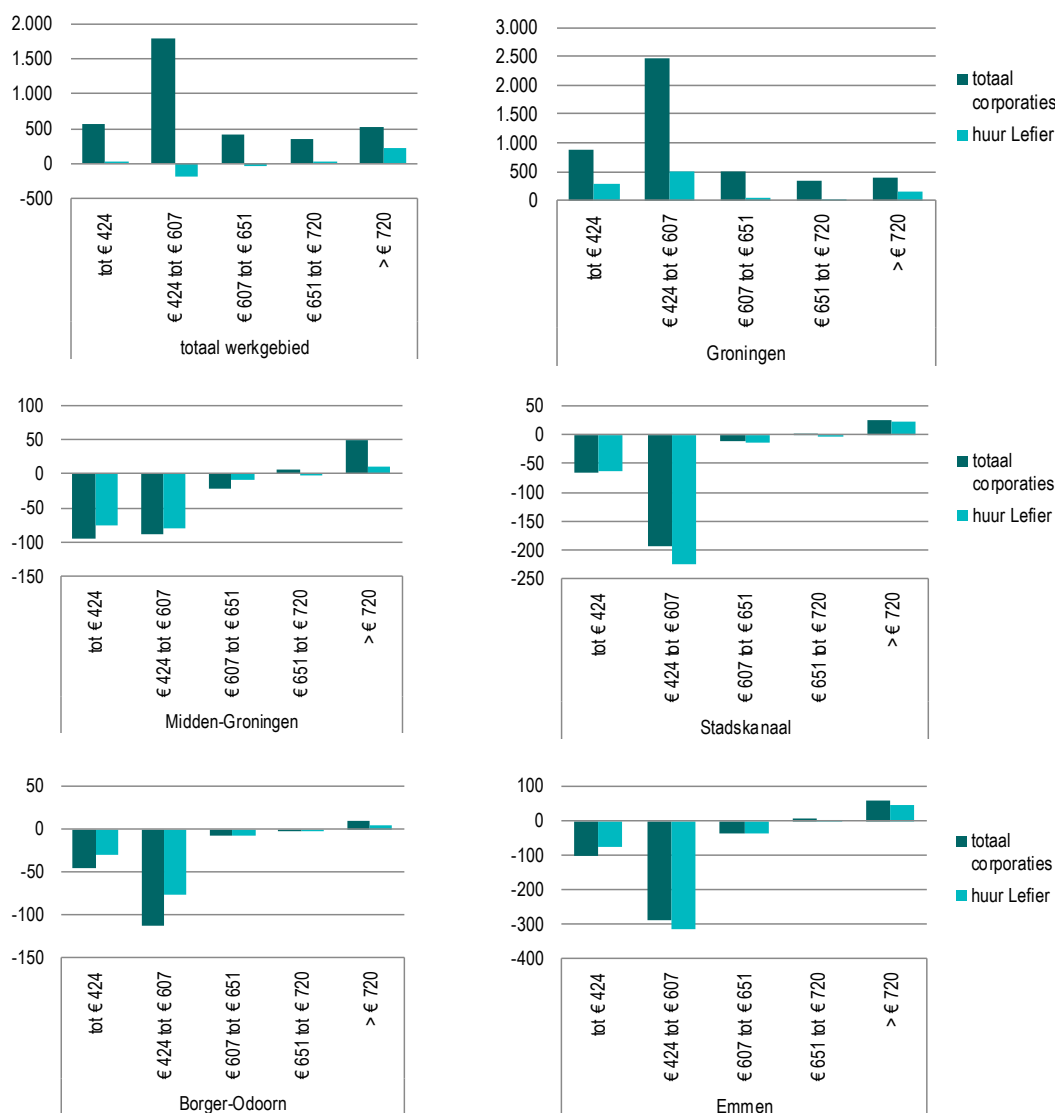 2.000
1.500
1.000
500
0
-500
tot € 424
€ 424 tot € 607
€ 607 tot € 651
€ 651 tot € 720
> € 720
totaal werkgebied
3.000
2.500
2.000
1.500
1.000
500
0
tot € 424
€ 424 tot € 607
€ 607 tot € 651
€ 651 tot € 720
> € 720
Groningen
totaal
corporaties
huur Lefier
100
50
0
-50
-100
-150
tot € 424
€ 424 tot € 607
€ 607 tot € 651
€ 651 tot € 720
> € 720
Midden-Groningen
50
0
-50
-100
-150
-200
-250
tot € 424
€ 424 tot € 607
€ 607 tot € 651
€ 651 tot € 720
> € 720
Stadskanaal
totaal
corporaties
huur Lefier
50
0
-50
-100
-150
tot € 424
€ 424 tot € 607
€ 607 tot € 651
€ 651 tot € 720
> € 720
Borger-Odoorn
100
0
-100
-200
-300
-400
tot € 424
€ 424 tot € 607
€ 607 tot € 651
€ 651 tot € 720
> € 720
Emmen
totaal
corporaties
huur Lefier